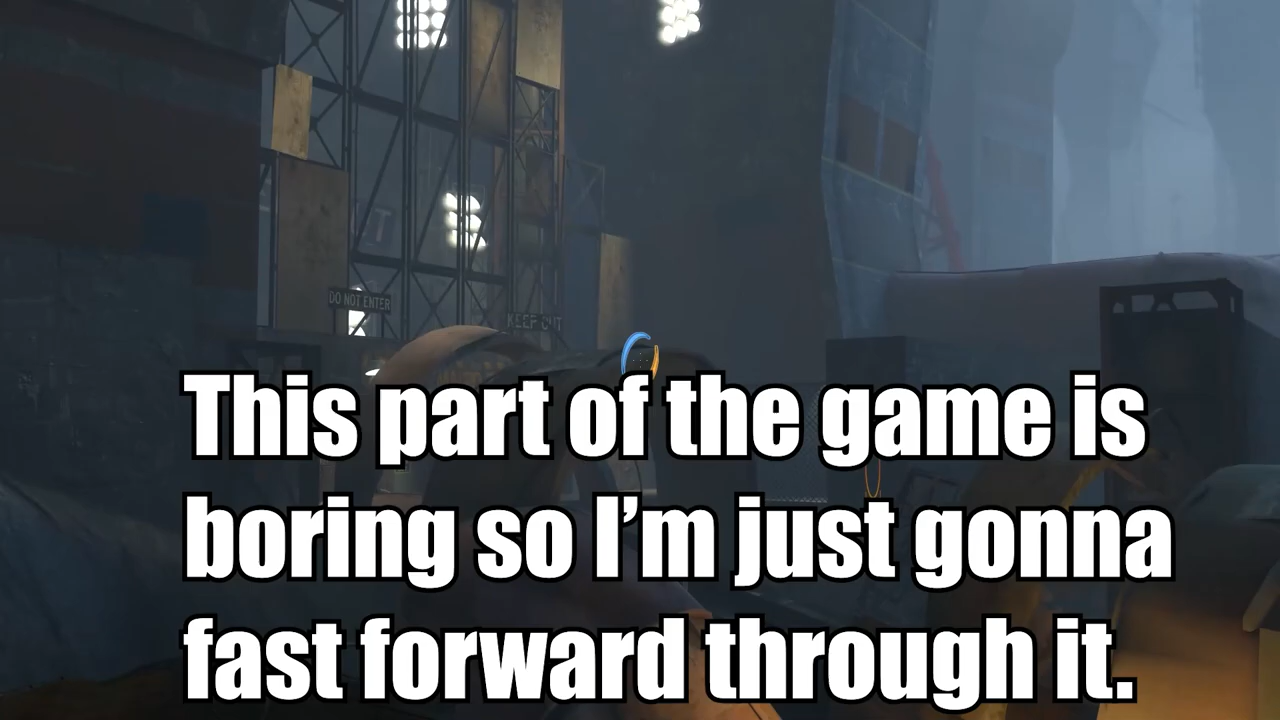 DO NOT ENTER
KEEP OUT
This part of the game is
boring so I’m just gonna
fast forward through it.